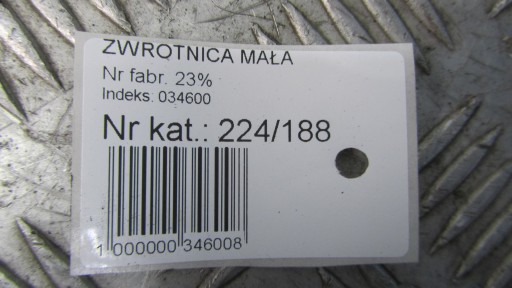 ZWROTNICA MAŁA
Nr fabr. 23%
Indeks: 034600
Nr kat.: 224/188
1 000000 346008